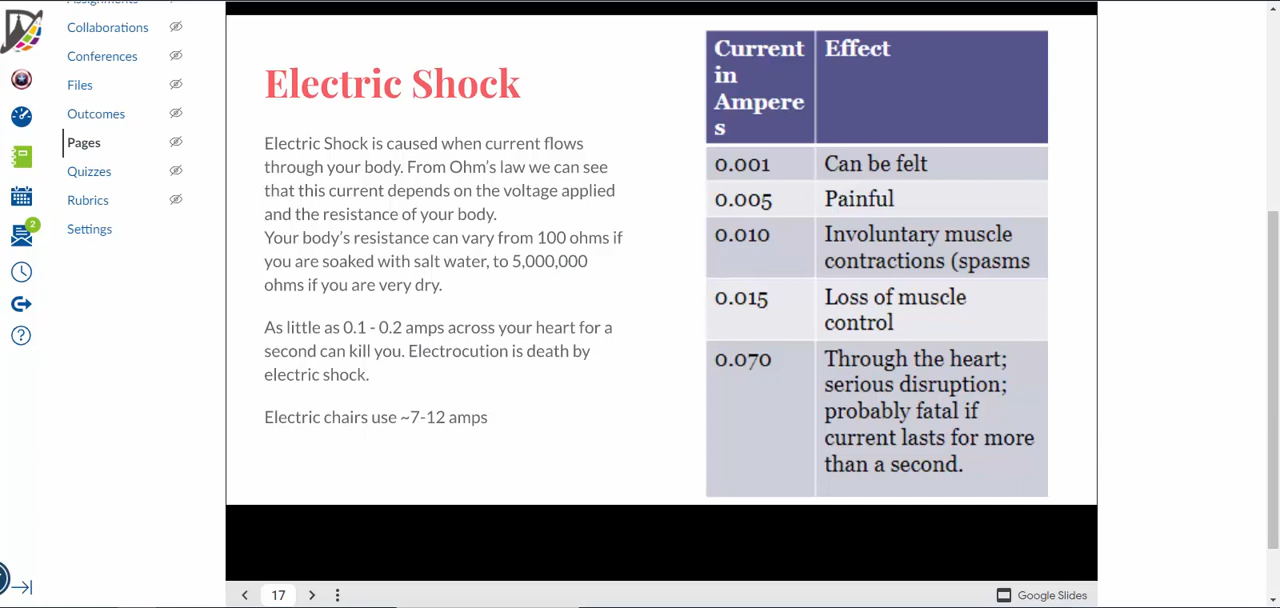 Assignments
Collaborations
Conferences
Files
Outcomes
Pages
Quizzes
Rubrics
Settings
2
Electric Shock
Electric Shock is caused when current flows
through your body. From Ohm's law we can see
that this current depends on the voltage applied
and the resistance of your body.
Your body's resistance can vary from 100 ohms if
you are soaked with salt water, to 5,000,000
ohms if you are very dry.
As little as 0.1 - 0.2 amps across your heart for a
second can kill you. Electrocution is death by
electric shock.
Electric chairs use ~7-12 amps
Current Effect
in
Ampere
s
0.001 Can be felt
0.005 Painful
0.010 Involuntary muscle
contractions (spasms
0.015 Loss of muscle
control
0.070 Through the heart;
serious disruption;
probably fatal if
current lasts for more
than a second.
17
Google Slides